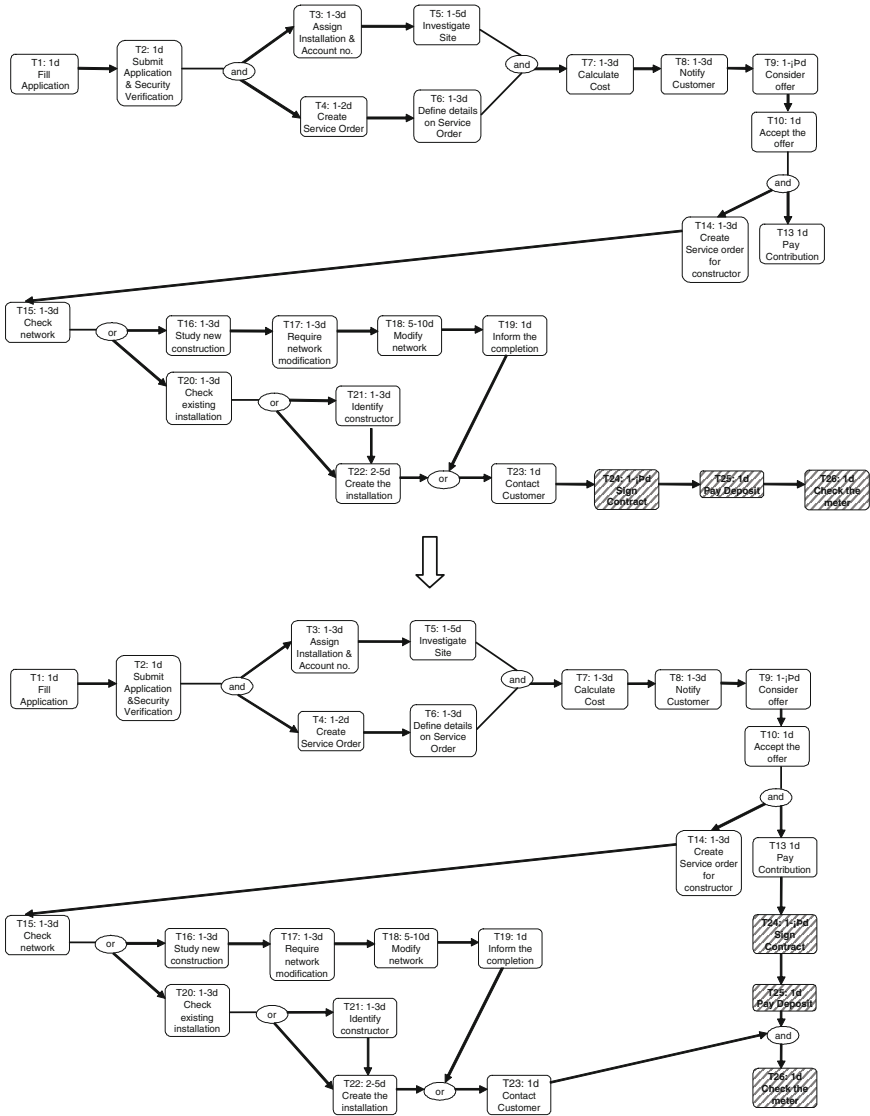 T1: 1d
Fill
Application
T2: 1d
Submit
Application
& Security
Verification
and
T3: 1-3d
Assign
Installation &
Account no.
T4: 1-2d
Create
Service Order
T5: 1-5d
Investigate
Site
T6: 1-3d
Define details
on Service
Order
and
T7: 1-3d
Calculate
Cost
T8: 1-3d
Notify
Customer
T9: 1-¡Þd
Consider
offer
T10: 1d
Accept the
offer
and
T14: 1-3d
Create
Service order
for
constructor
T13 1d
Pay
Contribution
T15: 1-3d
Check
network
or
T16: 1-3d
Study new
construction
T17: 1-3d
Require
network
modification
T18: 5-10d
Modify
network
T19: 1d
Inform the
completion
T20: 1-3d
Check
existing
installation
or
T21: 1-3d
Identify
constructor
T22: 2-5d
Create the
installation
or
T23: 1d
Contact
Customer
T24: 1-¡Þd
Sign
Contract
T25: 1d
Pay Deposit
T26: 1d
Check the
meter
T1: 1d
Fill
Application
T2: 1d
Submit
Application
&Security
Verification
and
T3: 1-3d
Assign
Installation &
Account no.
T4: 1-2d
Create
Service Order
T5: 1-5d
Investigate
Site
T6: 1-3d
Define details
on Service
Order
and
T7: 1-3d
Calculate
Cost
T8: 1-3d
Notify
Customer
T9: 1-¡Þd
Consider
offer
T10: 1d
Accept the
offer
and
T14: 1-3d
Create
Service order
for
constructor
T13 1d
Pay
Contribution
T15: 1-3d
Check
network
or
T16: 1-3d
Study new
construction
T17: 1-3d
Require
network
modification
T18: 5-10d
Modify
network
T19: 1d
Inform the
completion
T24: 1-¡Þd
Sign
Contract
T20: 1-3d
Check
existing
installation
or
T21: 1-3d
Identify
constructor
T25: 1d
Pay Deposit
and
T22: 2-5d
Create the
installation
or
T23: 1d
Contact
Customer
T26: 1d
Check the
meter